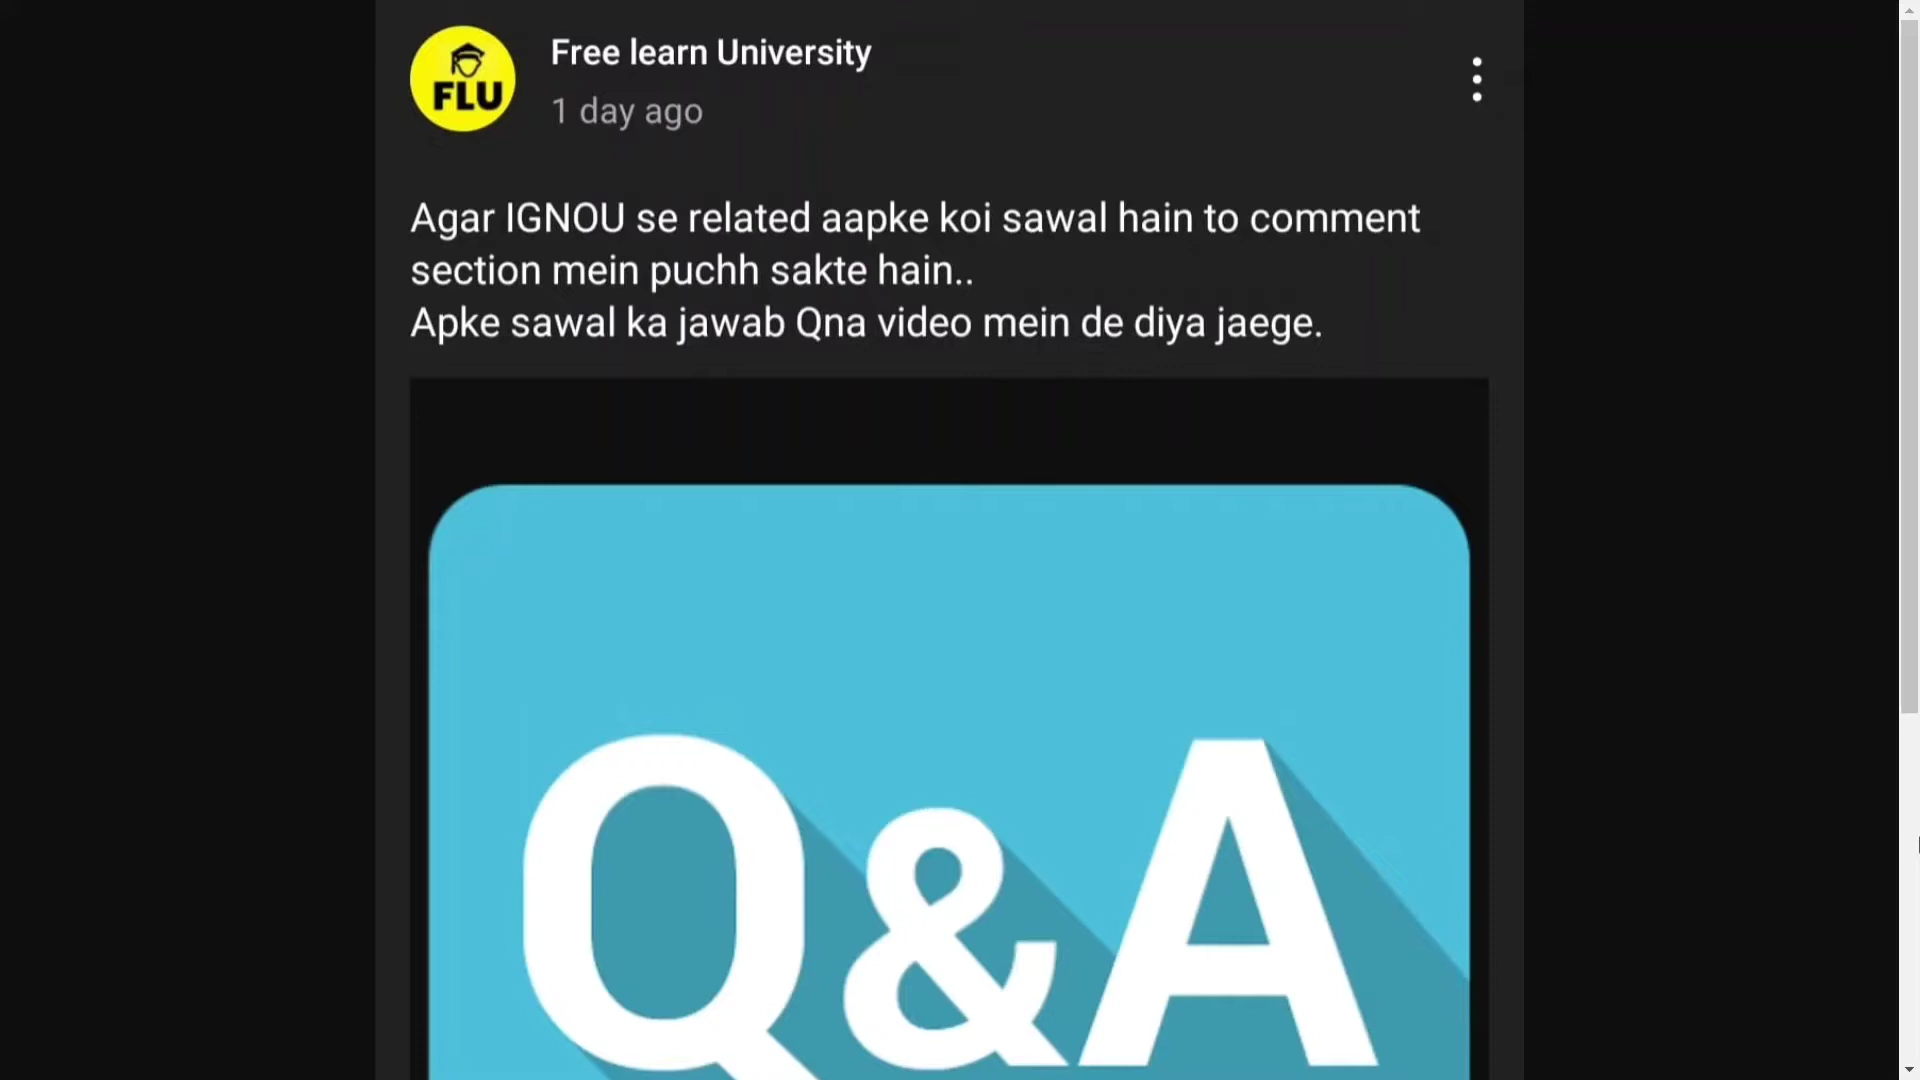 FLU
Free learn University
1 day ago
Agar IGNOU se related aapke koi sawal hain to comment
section mein puchh sakte hain..
Apke sawal ka jawab Qna video mein de diya jaege.
Q&A